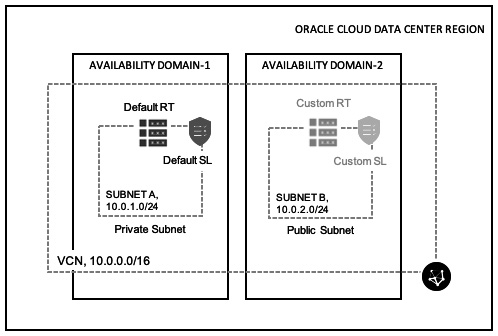 ORACLE CLOUD DATA CENTER REGION
AVAILABILITY DOMAIN-1
AVAILABILITY DOMAIN-2
Default RT
Default SL
SUBNET A,
10.0.1.0/24
Private Subnet
Custom RT
Custom SL
SUBNET B,
10.0.2.0/24
Public Subnet
VCN, 10.0.0.0/16